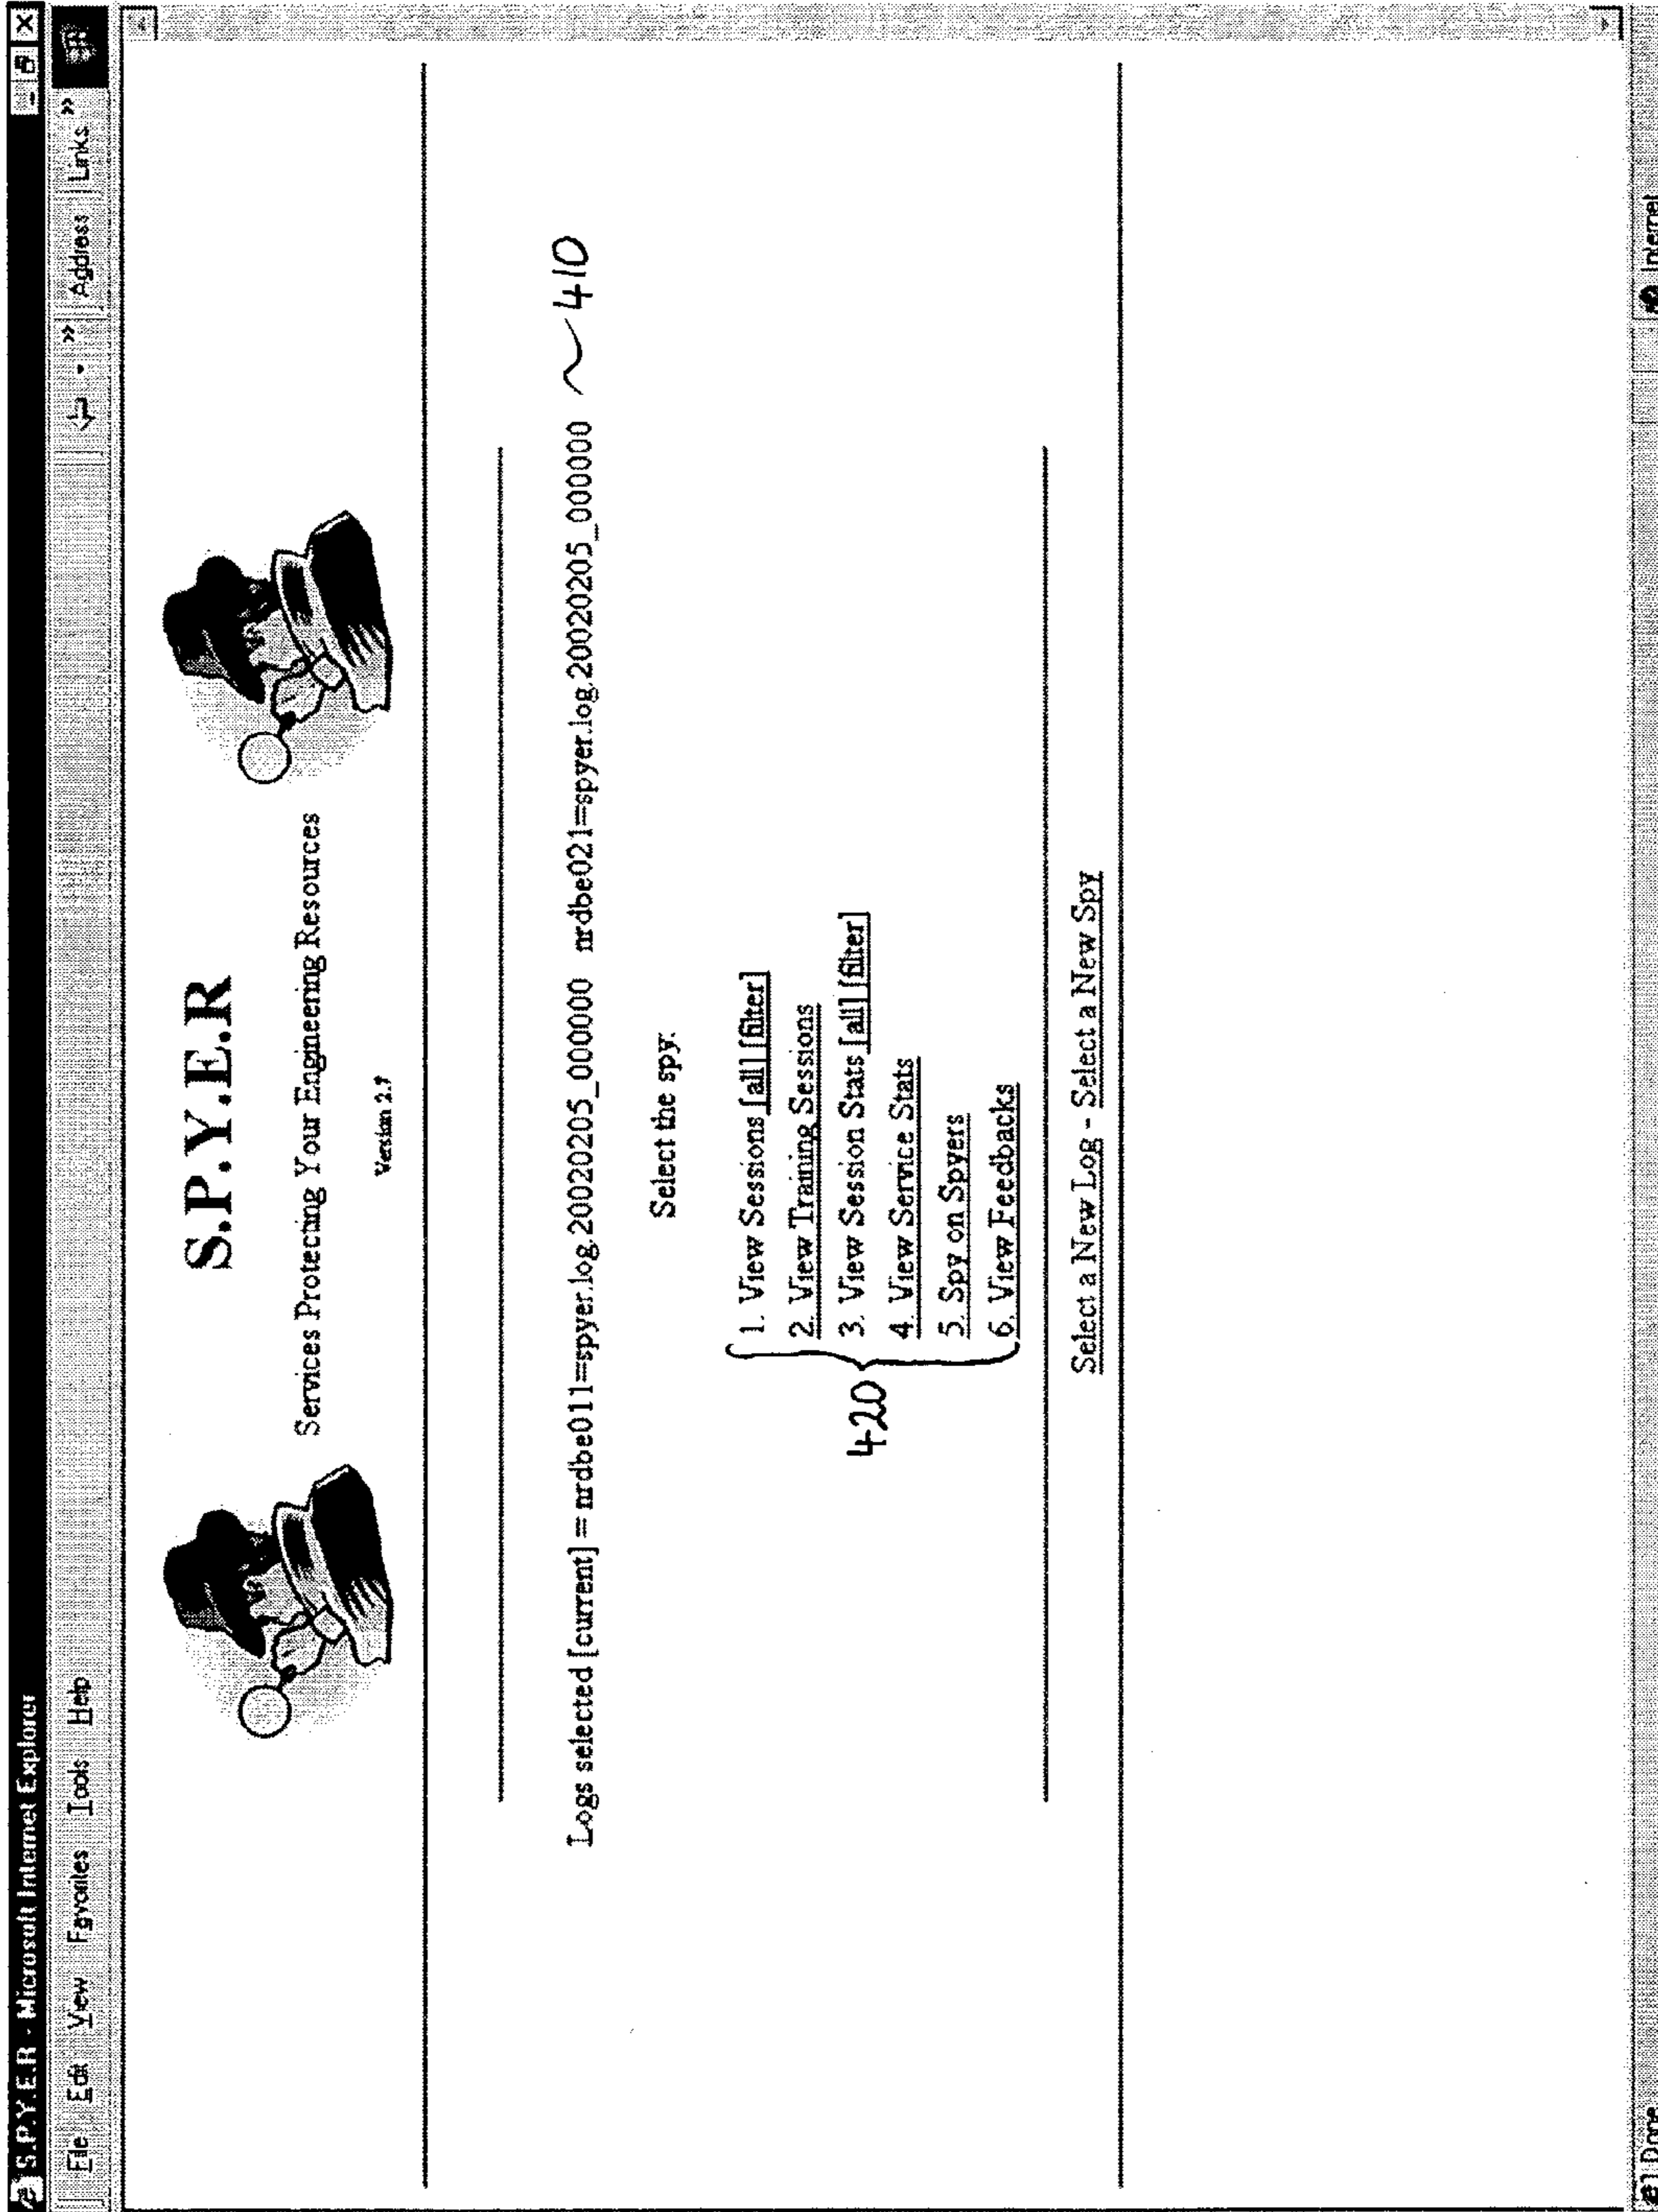 S.P.Y.E.R - Microsoft Internet Explorer
File Edit View Favorites Tools Help » Address Links »
S.P.Y.E.R
Services Protecting Your Engineering Resources
Version 2.7
Logs selected [current] = nrdbe011=spyer.log.20020205_000000 nrdbe021=spyer.log.20020205_000000 410
Select the spy:
420
1. View Sessions [all] [filter]
2. View Training Sessions
3. View Session Stats [all] [filter]
4. View Service Stats
5. Spy on Spyers
6. View Feedbacks
Select a New Log - Select a New Spy
Done Internet